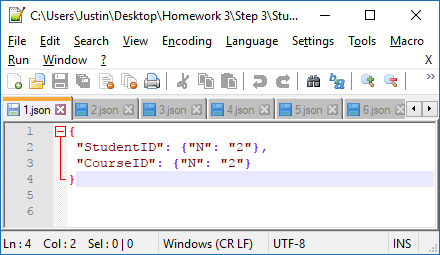 C:\Users\Justin\Desktop\Homework 3\Step 3\Stu...
File Edit Search View Encoding Language Settings Tools Macro
Run Window ? X
1.json 2.json 3.json 4.json 5.json 6.json
1 {
2 "StudentID": {"N": "2"},
3 "CourseID": {"N": "2"}
4 }
5
6
Ln : 4 Col : 2 Sel : 0 | 0 Windows (CR LF) UTF-8 INS